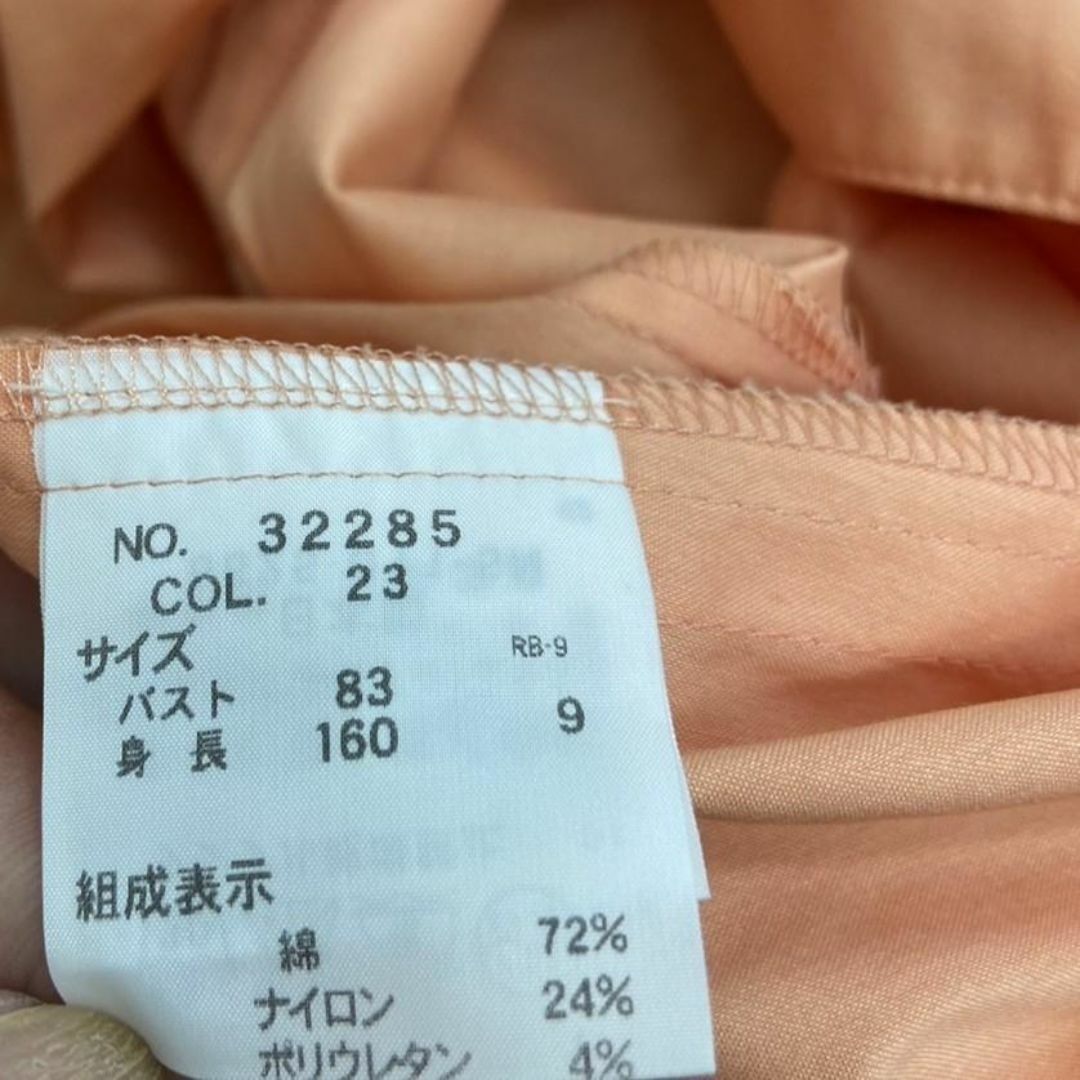 NO. 32285
COL. 23
サイズ RB-9
バスト 83
身長 160 9
組成表示
綿 72%
ナイロン 24%
ポリウレタン 4%